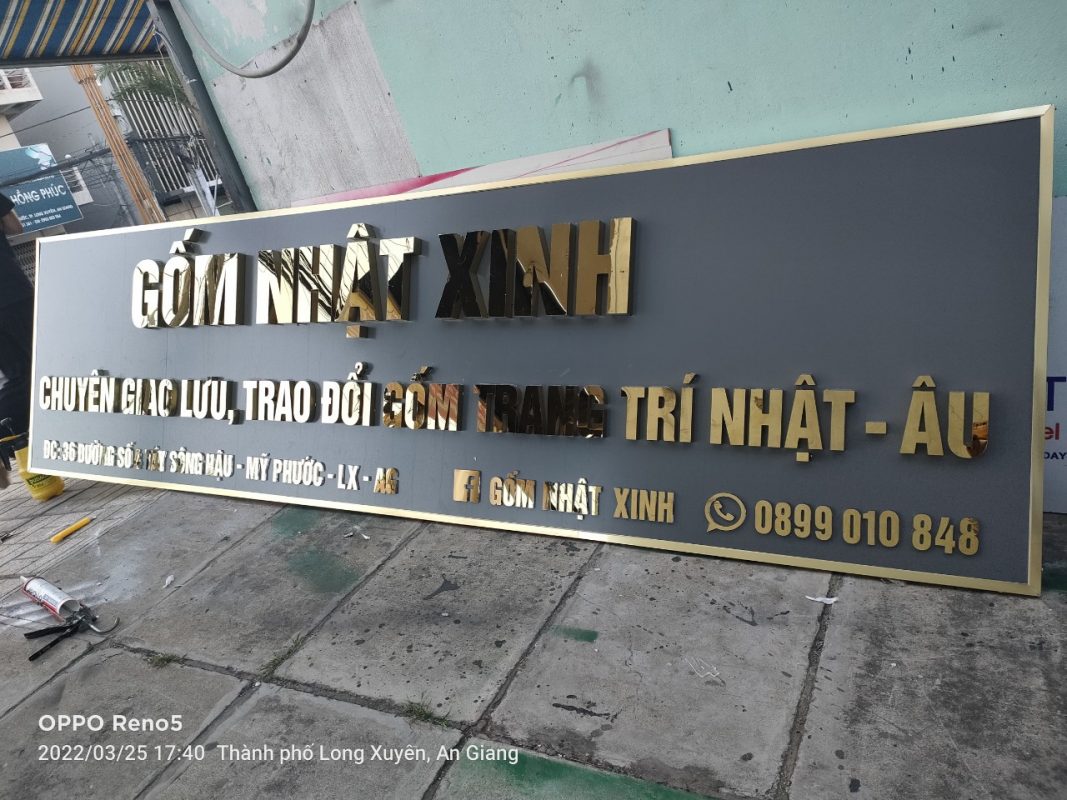 GỐM NHẬT XINH
CHUYÊN GIAO LƯU, TRAO ĐỔI GỐM TRANG TRÍ NHẬT - ÂU
ĐC: 36 ĐƯỜNG SỐ TÂY SÔNG HẬU - MỸ PHƯỚC - LX - AG
GỐM NHẬT XINH
0899 010 848
HỒNG PHÚC
OPPO Reno5
2022/03/25 17:40 Thành phố Long Xuyên, An Giang